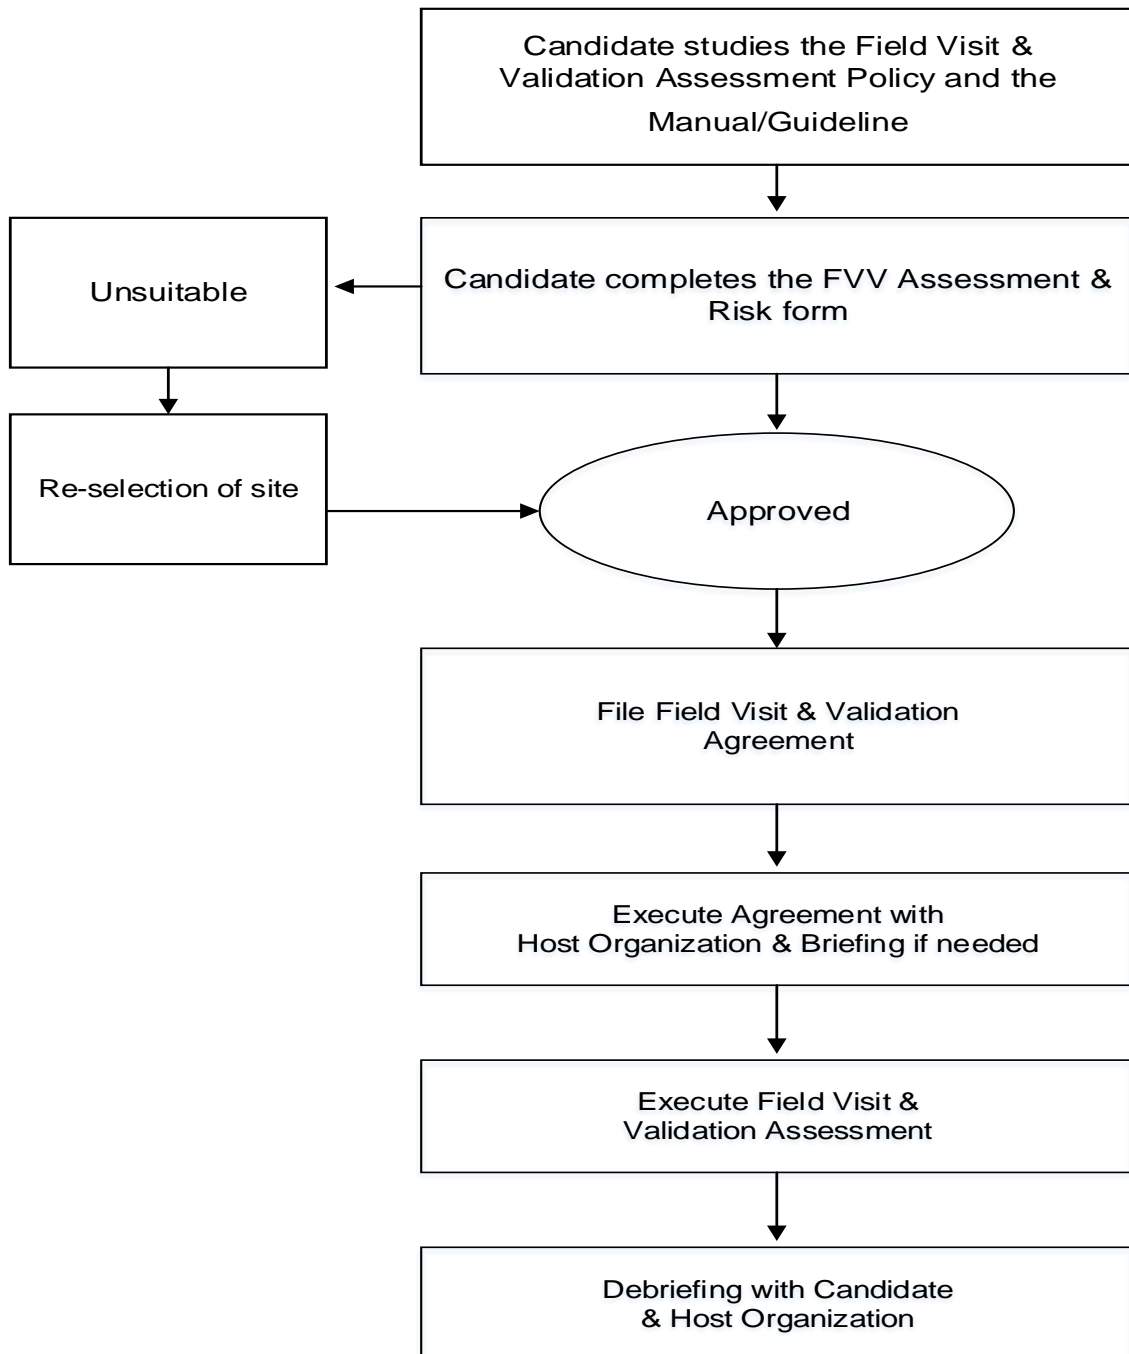 Candidate studies the Field Visit &
Validation Assessment Policy and the
Manual/Guideline
Unsuitable
Candidate completes the FVV Assessment &
Risk form
Re-selection of site
Approved
File Field Visit & Validation
Agreement
Execute Agreement with
Host Organization & Briefing if needed
Execute Field Visit &
Validation Assessment
Debriefing with Candidate
& Host Organization